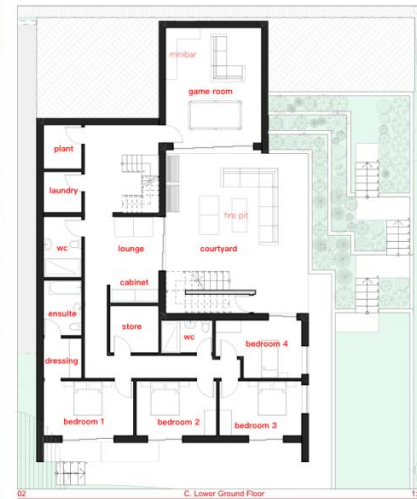 minibar
game room
plant
laundry
wc
lounge
fire pit
courtyard
cabinet
ensuite
store
wc
bedroom 4
dressing
bedroom 1
bedroom 2
bedroom 3
02
C. Lower Ground Floor